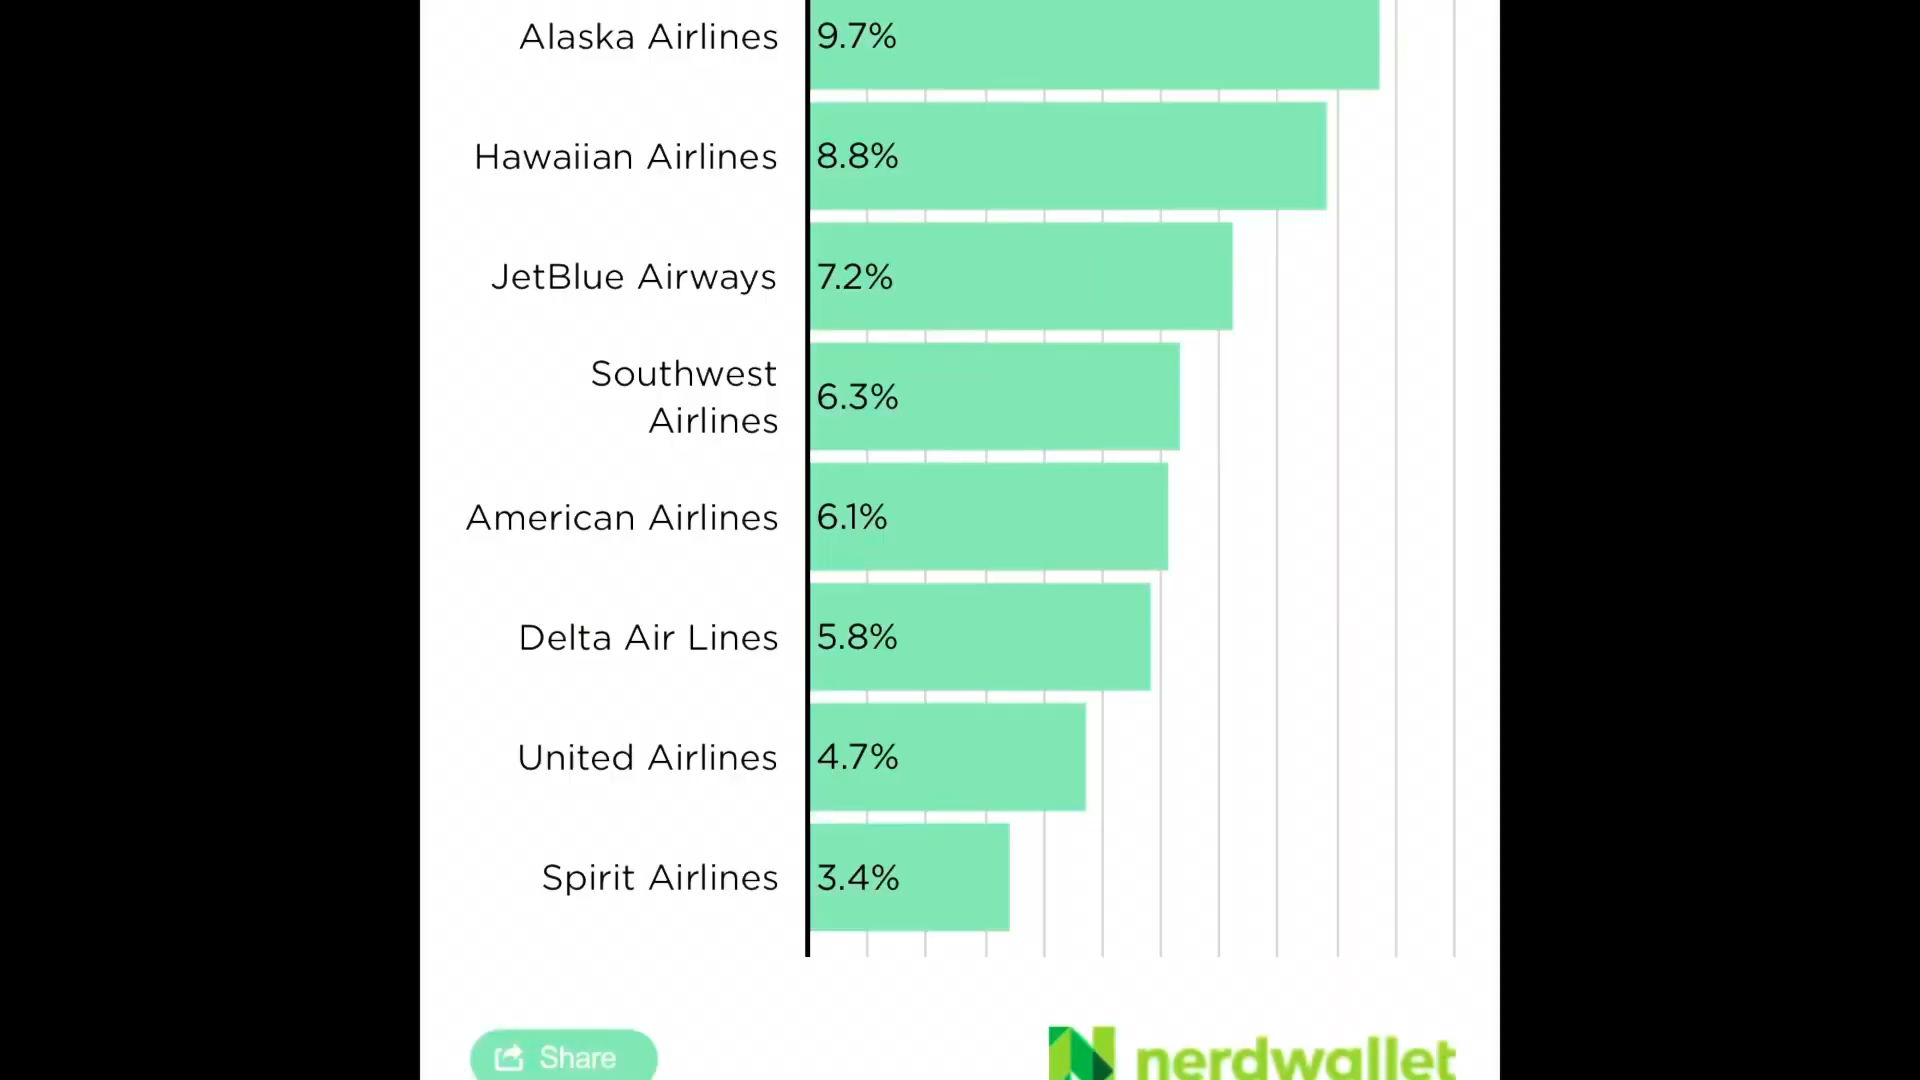 Alaska Airlines 9.7%
Hawaiian Airlines 8.8%
JetBlue Airways 7.2%
Southwest
Airlines 6.3%
American Airlines 6.1%
Delta Air Lines 5.8%
United Airlines 4.7%
Spirit Airlines 3.4%
Share
nerdwallet